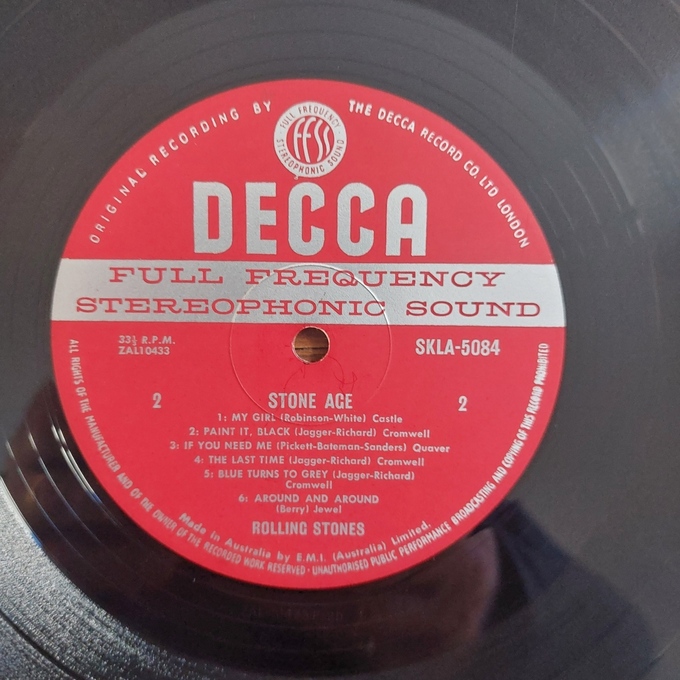 ORIGINAL RECORDING BY
THE DECCA RECORD CO. LTD LONDON
FULL FREQUENCY
FFSS
STEREOPHONIC SOUND
DECCA
FULL FREQUENCY
STEREOPHONIC SOUND
33⅓ R.P.M.
ZAL10433
SKLA-5084
2
STONE AGE
2
1: MY GIRL (Robinson-White) Castle
2: PAINT IT, BLACK (Jagger-Richard) Cromwell
3: IF YOU NEED ME (Pickett-Bateman-Sanders) Quaver
4: THE LAST TIME (Jagger-Richard) Cromwell
5: BLUE TURNS TO GREY (Jagger-Richard)
Cromwell
6: AROUND AND AROUND
(Berry) Jewel
ROLLING STONES
Made in Australia by E.M.I. (Australia) Limited.
ALL RIGHTS OF THE MANUFACTURER AND OF THE OWNER OF THE RECORDED WORK RESERVED - UNAUTHORISED PUBLIC PERFORMANCE BROADCASTING AND COPYING OF THIS RECORD PROHIBITED